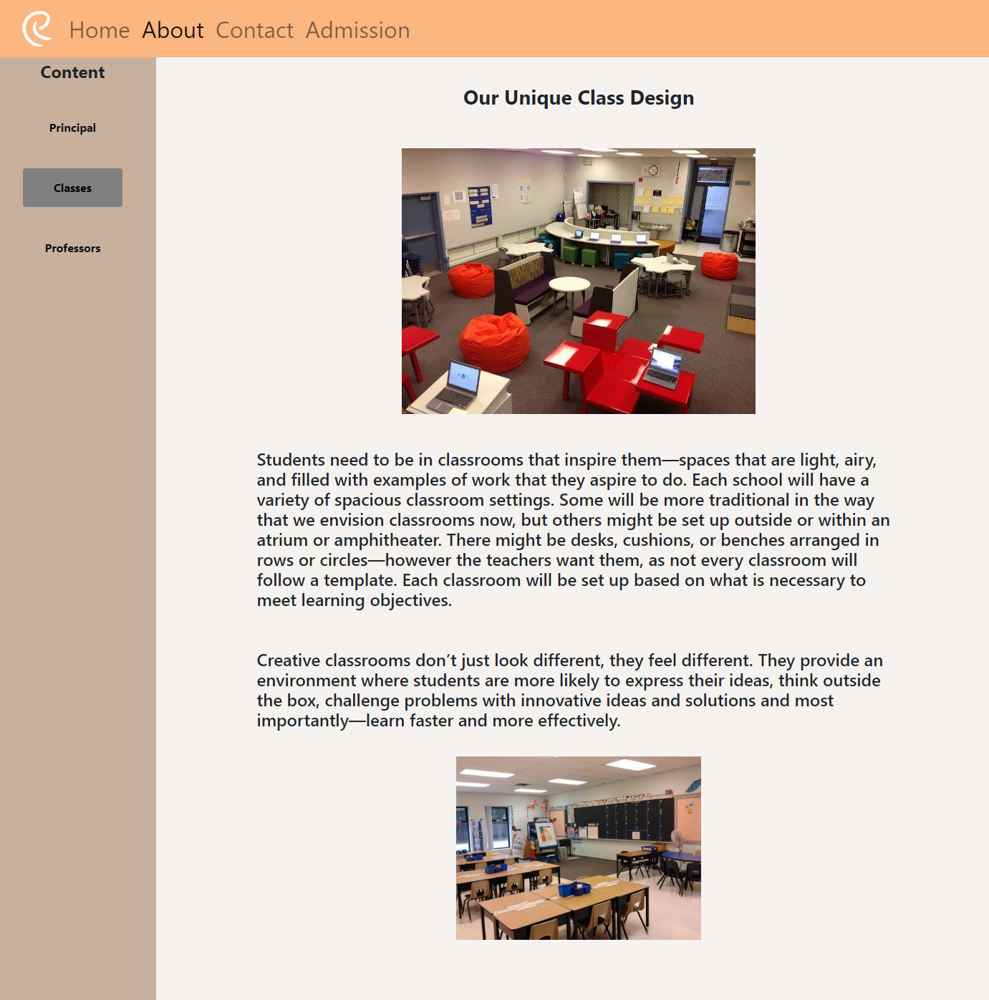 Home About Contact Admission
Content
Principal
Classes
Professors
Our Unique Class Design
Students need to be in classrooms that inspire them—spaces that are light, airy,
and filled with examples of work that they aspire to do. Each school will have a
variety of spacious classroom settings. Some will be more traditional in the way
that we envision classrooms now, but others might be set up outside or within an
atrium or amphitheater. There might be desks, cushions, or benches arranged in
rows or circles—however the teachers want them, as not every classroom will
follow a template. Each classroom will be set up based on what is necessary to
meet learning objectives.
Creative classrooms don’t just look different, they feel different. They provide an
environment where students are more likely to express their ideas, think outside
the box, challenge problems with innovative ideas and solutions and most
importantly—learn faster and more effectively.